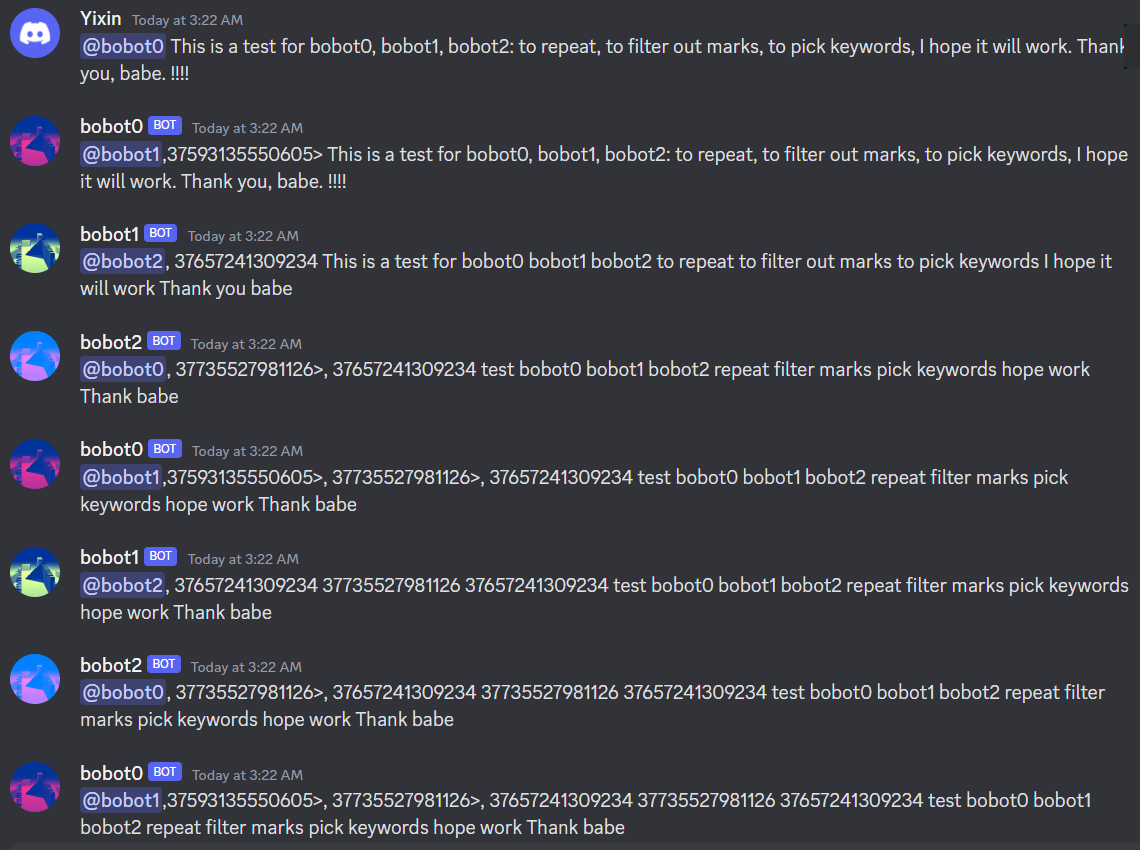 Yixin Today at 3:22 AM
@bobot0 This is a test for bobot0, bobot1, bobot2: to repeat, to filter out marks, to pick keywords, I hope it will work. Thank
you, babe. !!!!
bobot0 BOT Today at 3:22 AM
@bobot1,37593135550605> This is a test for bobot0, bobot1, bobot2: to repeat, to filter out marks, to pick keywords, I hope
it will work. Thank you, babe. !!!!
bobot1 BOT Today at 3:22 AM
@bobot2, 37657241309234 This is a test for bobot0 bobot1 bobot2 to repeat to filter out marks to pick keywords I hope it
will work Thank you babe
bobot2 BOT Today at 3:22 AM
@bobot0, 37735527981126>, 37657241309234 test bobot0 bobot1 bobot2 repeat filter marks pick keywords hope work
Thank babe
bobot0 BOT Today at 3:22 AM
@bobot1,37593135550605>, 37735527981126>, 37657241309234 test bobot0 bobot1 bobot2 repeat filter marks pick
keywords hope work Thank babe
bobot1 BOT Today at 3:22 AM
@bobot2, 37657241309234 37735527981126 37657241309234 test bobot0 bobot1 bobot2 repeat filter marks pick keywords
hope work Thank babe
bobot2 BOT Today at 3:22 AM
@bobot0, 37735527981126>, 37657241309234 37735527981126 37657241309234 test bobot0 bobot1 bobot2 repeat filter
marks pick keywords hope work Thank babe
bobot0 BOT Today at 3:22 AM
@bobot1,37593135550605>, 37735527981126>, 37657241309234 37735527981126 37657241309234 test bobot0 bobot1
bobot2 repeat filter marks pick keywords hope work Thank babe